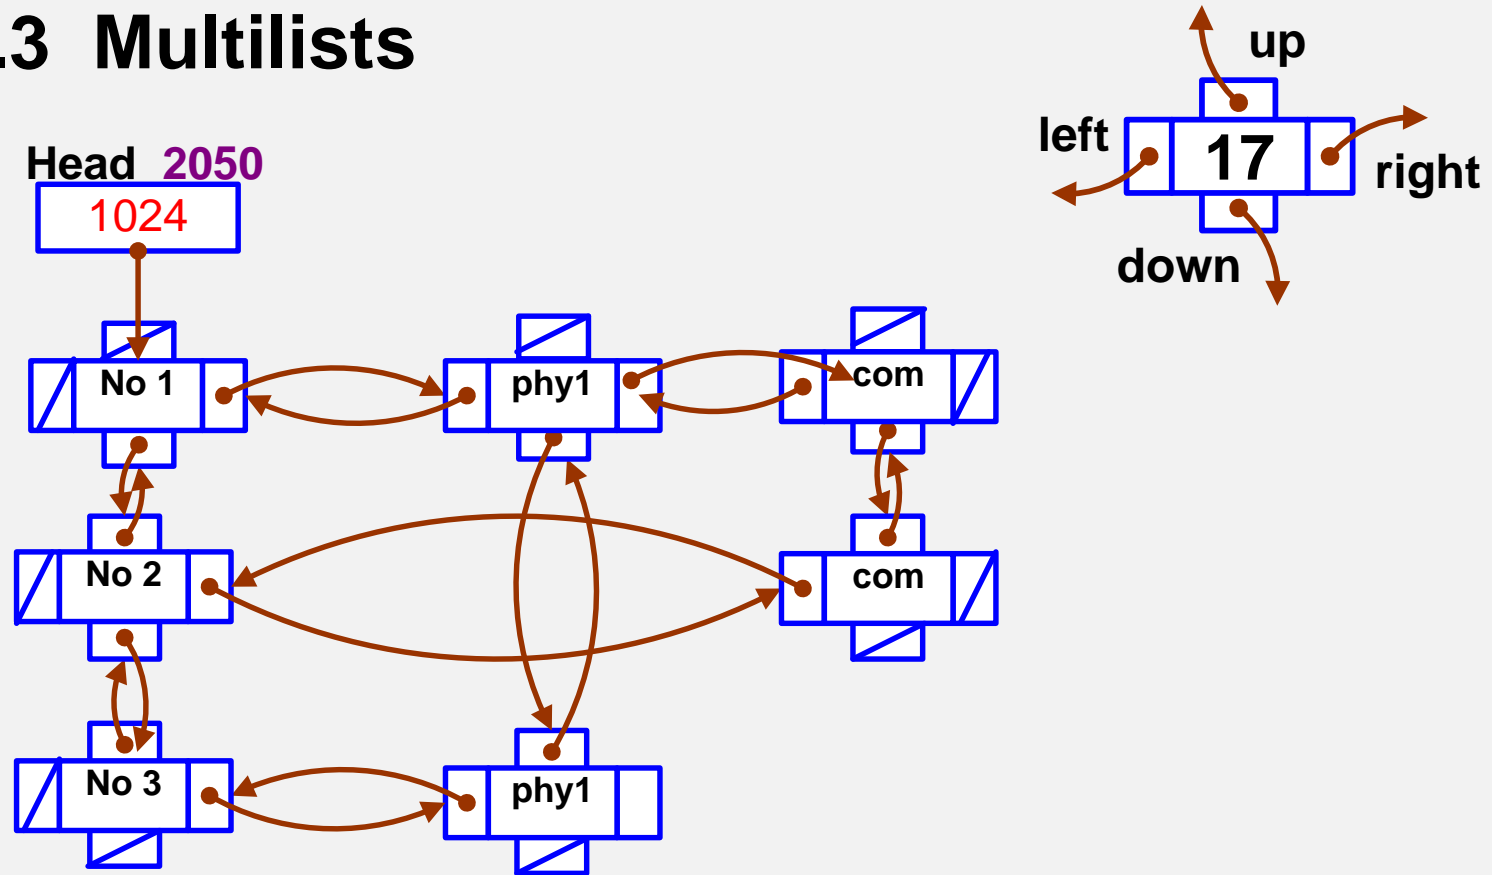 .3 Multilists
up
left
17
right
down
Head 2050
1024
No 1
phy1
com
No 2
com
No 3
phy1